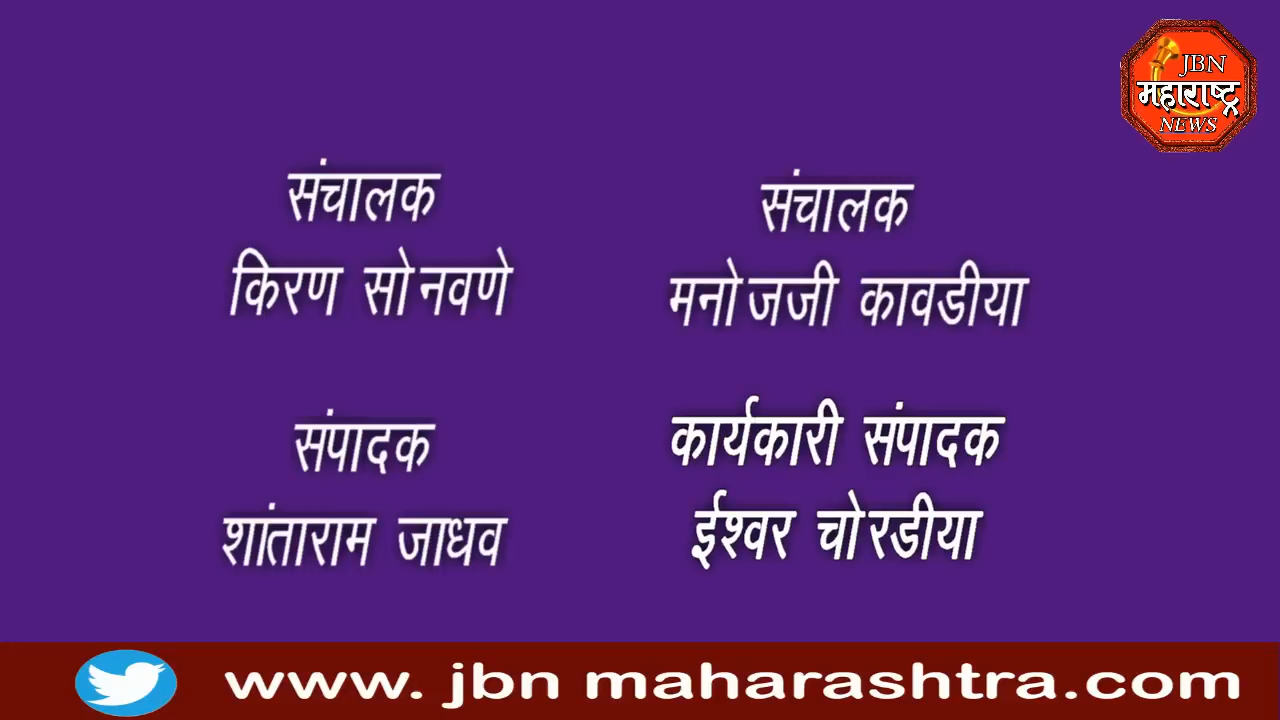 JBN
महाराष्ट्र
NEWS
संचालक
किरण सोनवणे
संचालक
मनोजजी कावडीया
संपादक
शांताराम जाधव
कार्यकारी संपादक
ईश्वर चोरडीया
www. jbn maharashtra.com